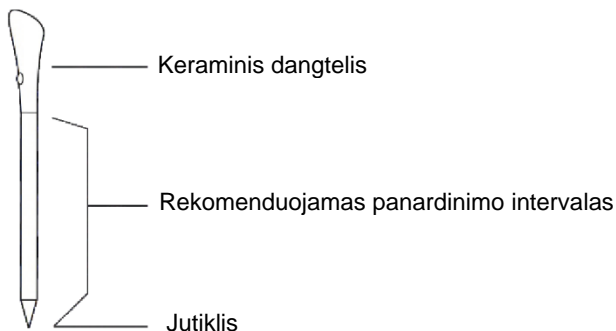 Keraminis dangtelis
Rekomenduojamas panardinimo intervalas
Jutiklis